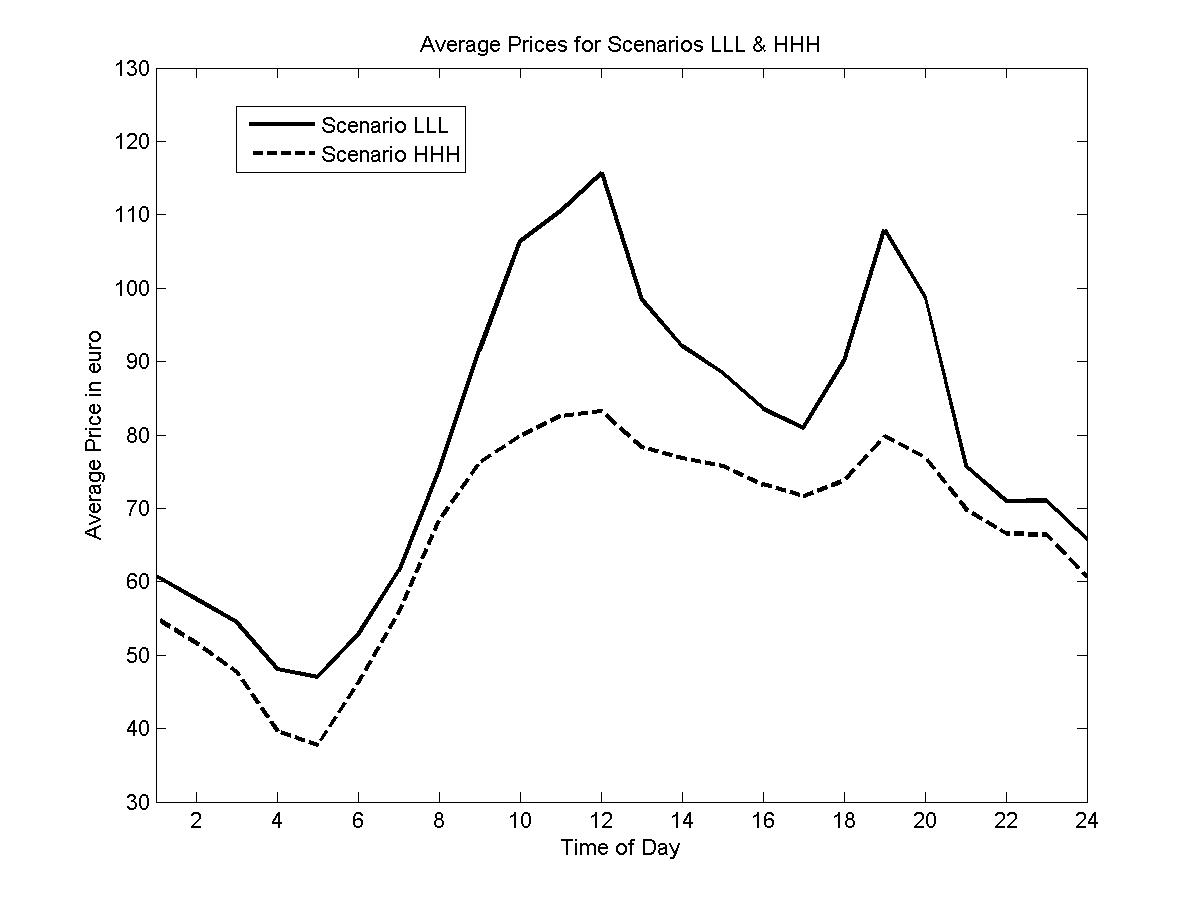 Average Prices for Scenarios LLL & HHH
130
120
110
100
90
80
70
60
50
40
30
Scenario LLL
Scenario HHH
Average Price in euro
2 4 6 8 10 12 14 16 18 20 22 24
Time of Day